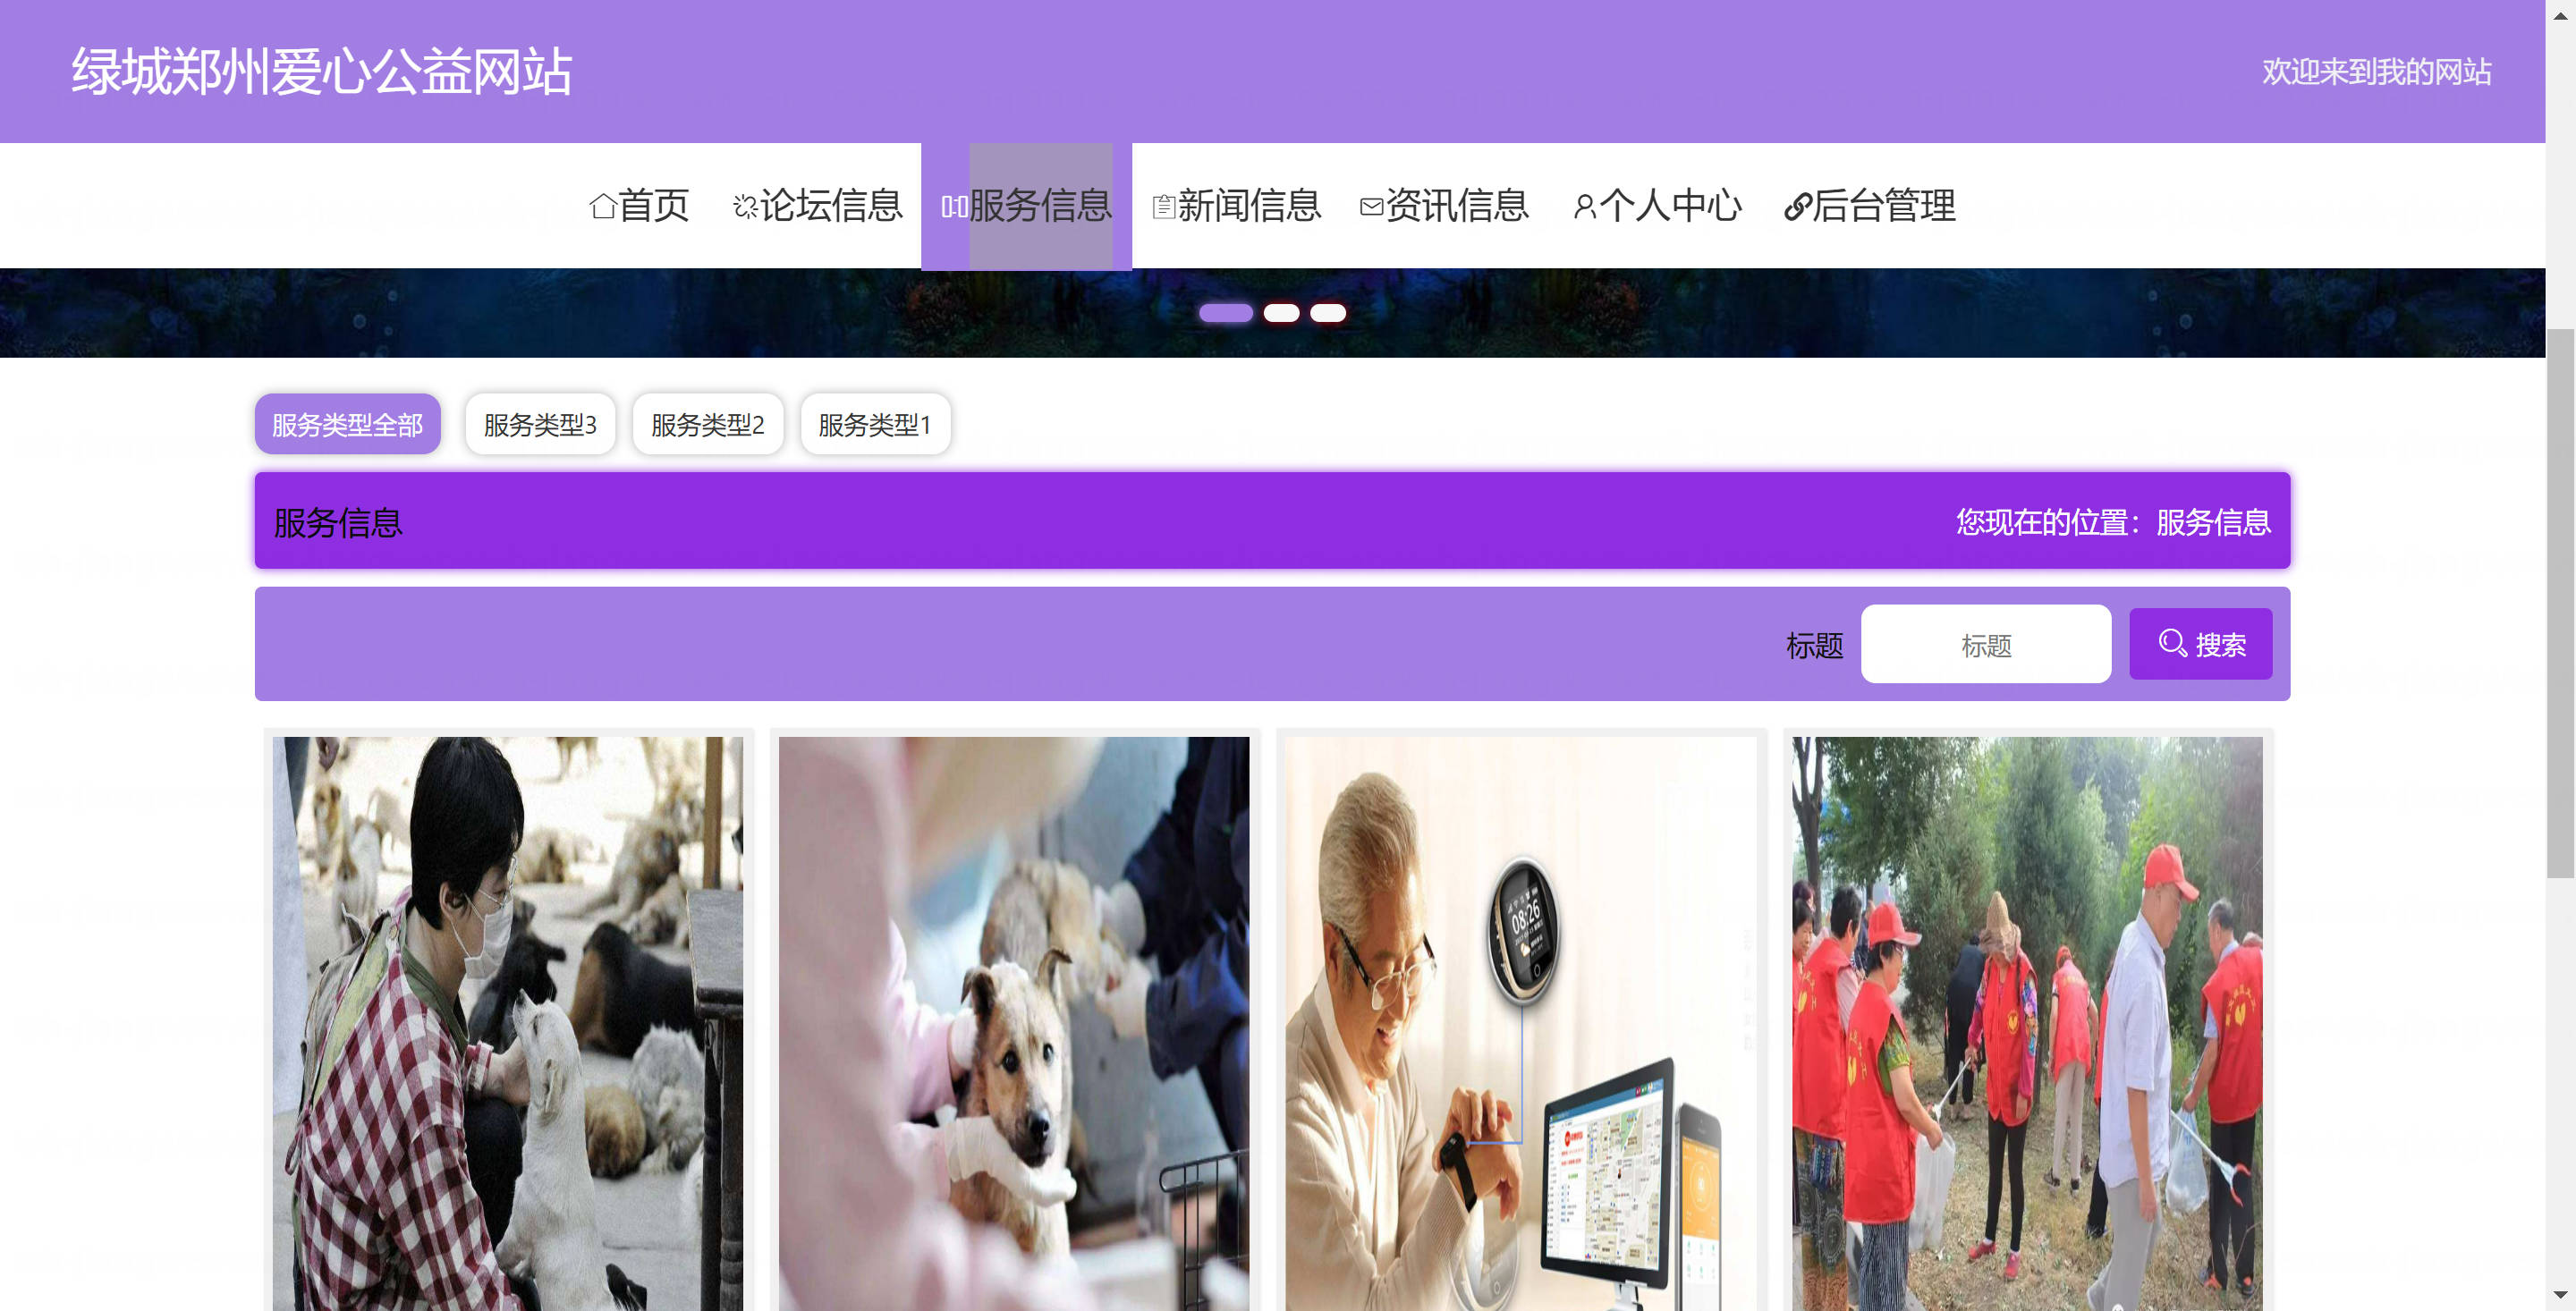 绿城郑州爱心公益网站
欢迎来到我的网站
首页 论坛信息 服务信息 新闻信息 资讯信息 个人中心 后台管理
服务类型全部 服务类型3 服务类型2 服务类型1
服务信息
您现在的位置：服务信息
标题 标题 搜索
08:26